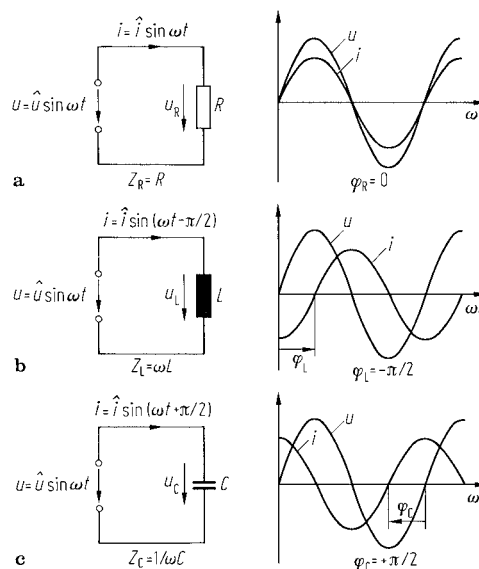 i = î sin ωt
u = û sin ωt
u_R
R
Z_R = R
a
u
i
ωt
φ_R = 0
i = î sin (ωt − π/2)
u = û sin ωt
u_L
L
Z_L = ωL
b
u
i
φ_L
φ_L = −π/2
i = î sin (ωt + π/2)
u = û sin ωt
u_C
C
Z_C = 1/ωC
c
u
i
φ_C
φ_C = +π/2